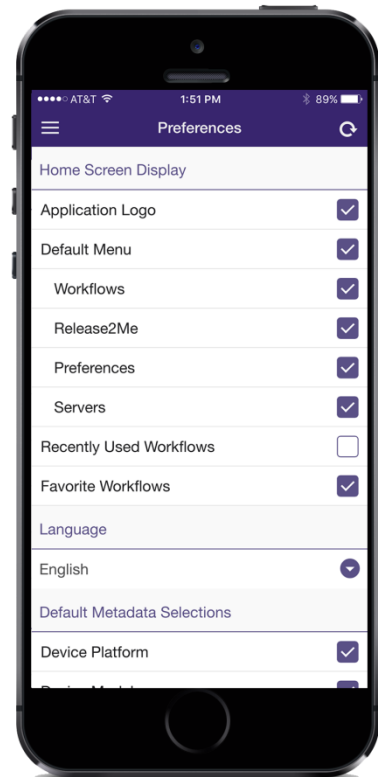 AT&T 1:51 PM 89%
Preferences
Home Screen Display
Application Logo
Default Menu
Workflows
Release2Me
Preferences
Servers
Recently Used Workflows
Favorite Workflows
Language
English
Default Metadata Selections
Device Platform